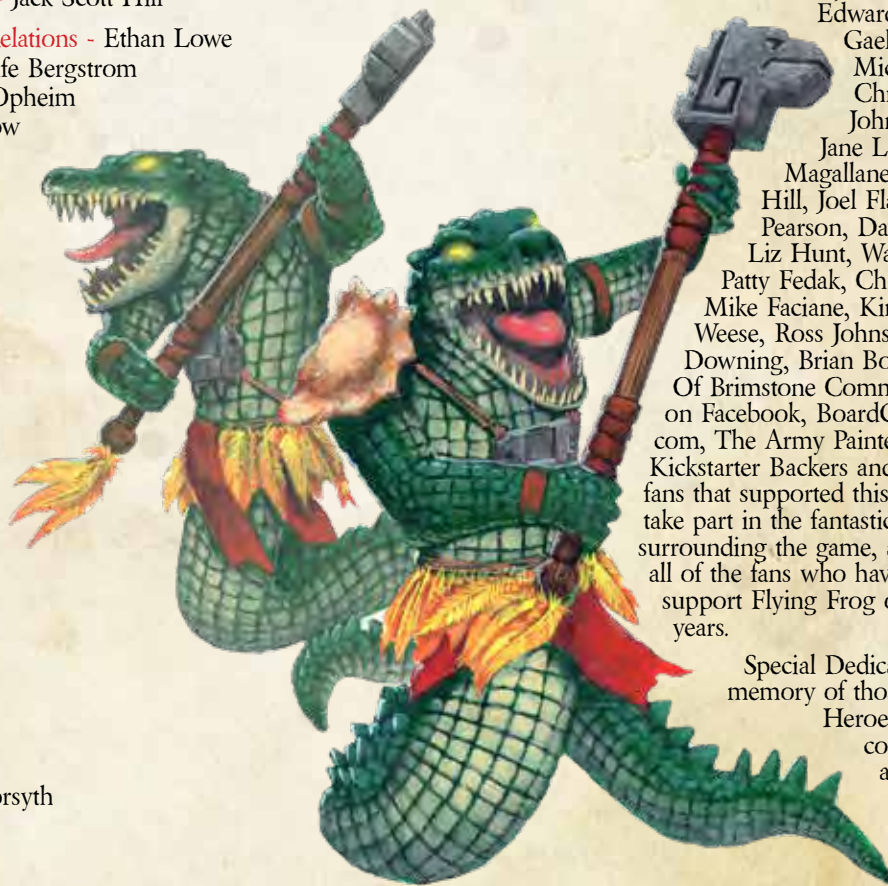 Jack Scott Hill
elations - Ethan Lowe
fe Bergstrom
Opheim
ow
orsyth
Edward
Gael
Mic
Chr
John
Jane L
Magallane
Hill, Joel Fla
Pearson, Da
Liz Hunt, Wa
Patty Fedak, Ch
Mike Faciane, Kin
Weese, Ross Johns
Downing, Brian Bo
Of Brimstone Comm
on Facebook, BoardG
com, The Army Painte
Kickstarter Backers and
fans that supported this
take part in the fantastic
surrounding the game, a
all of the fans who hav
support Flying Frog o
years.
Special Dedica
memory of tho
Heroe
co
a